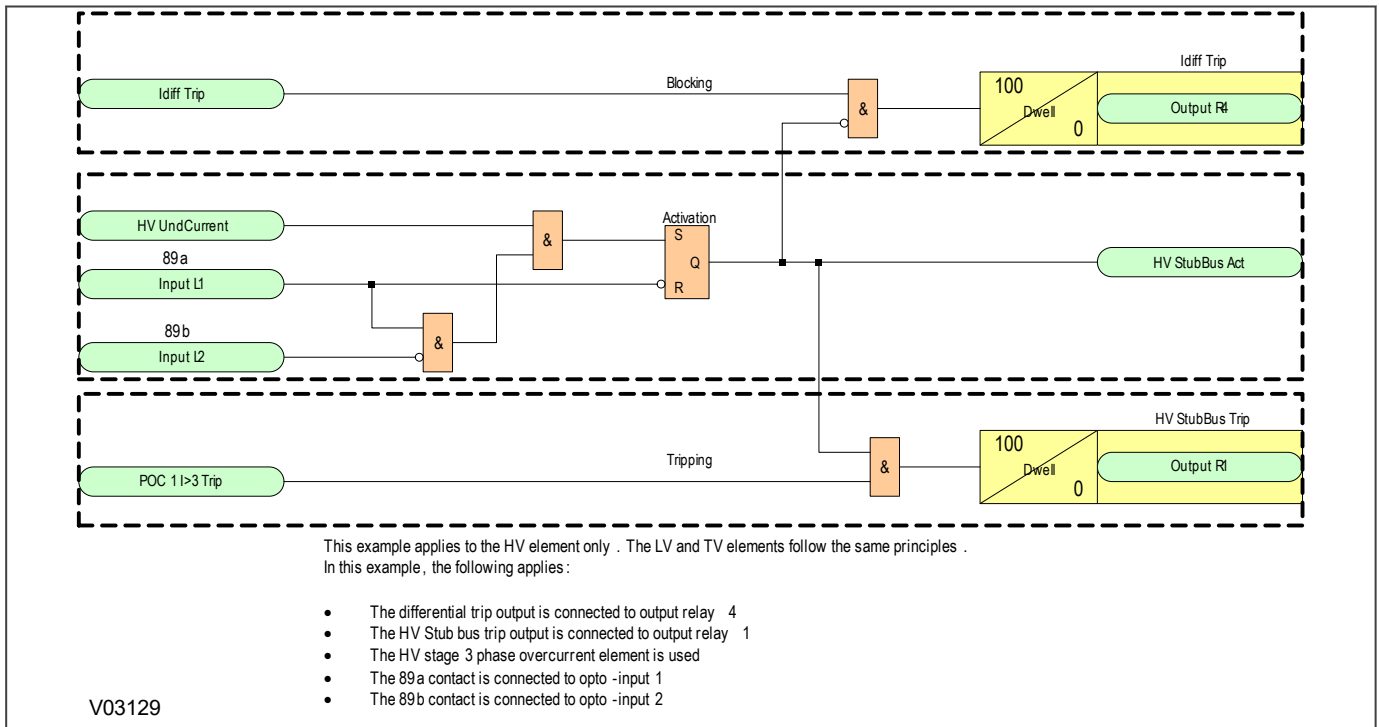 Idiff Trip
Idiff Trip
Blocking
&
100
Dwell
0
Output R4
HV UndCurrent
&
Activation
S
Q
R
89a
Input L1
HV StubBus Act
89b
Input L2
&
HV StubBus Trip
POC 1 I>3 Trip
Tripping
&
100
Dwell
0
Output R1
This example applies to the HV element only . The LV and TV elements follow the same principles .
In this example, the following applies:
• The differential trip output is connected to output relay 4
• The HV Stub bus trip output is connected to output relay 1
• The HV stage 3 phase overcurrent element is used
• The 89a contact is connected to opto -input 1
• The 89b contact is connected to opto -input 2
V03129